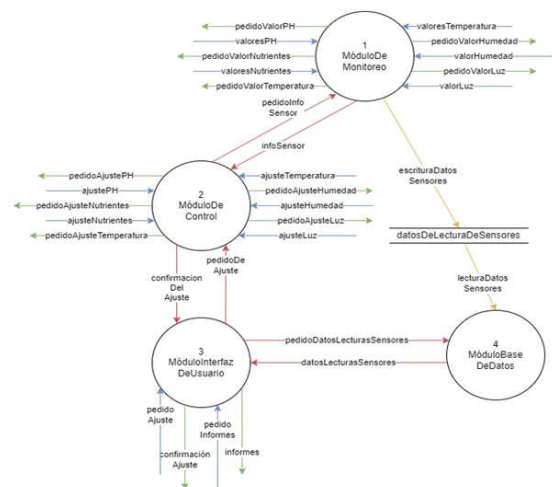 pedidoValorPH
valoresPH
pedidoValorNutrientes
valoresNutrientes
pedidoValorTemperatura
1
MóduloDe
Monitoreo
valoresTemperatura
pedidoValorHumedad
valorHumedad
pedidoValorLuz
valorLuz
pedidoInfo
Sensor
infoSensor
escrituraDatos
Sensores
pedidoAjustePH
ajustePH
pedidoAjusteNutrientes
ajusteNutrientes
pedidoAjusteTemperatura
2
MóduloDe
Control
ajusteTemperatura
pedidoAjusteHumedad
ajusteHumedad
pedidoAjusteLuz
ajusteLuz
datosDeLecturaDeSensores
confirmacion
Del
Ajuste
pedidoDe
Ajuste
lecturaDatos
Sensores
3
MóduloInterfaz
DeUsuario
pedidoDatosLecturasSensores
datosLecturasSensores
4
MóduloBase
DeDatos
pedido
Ajuste
confirmación
Ajuste
pedido
Informes
informes